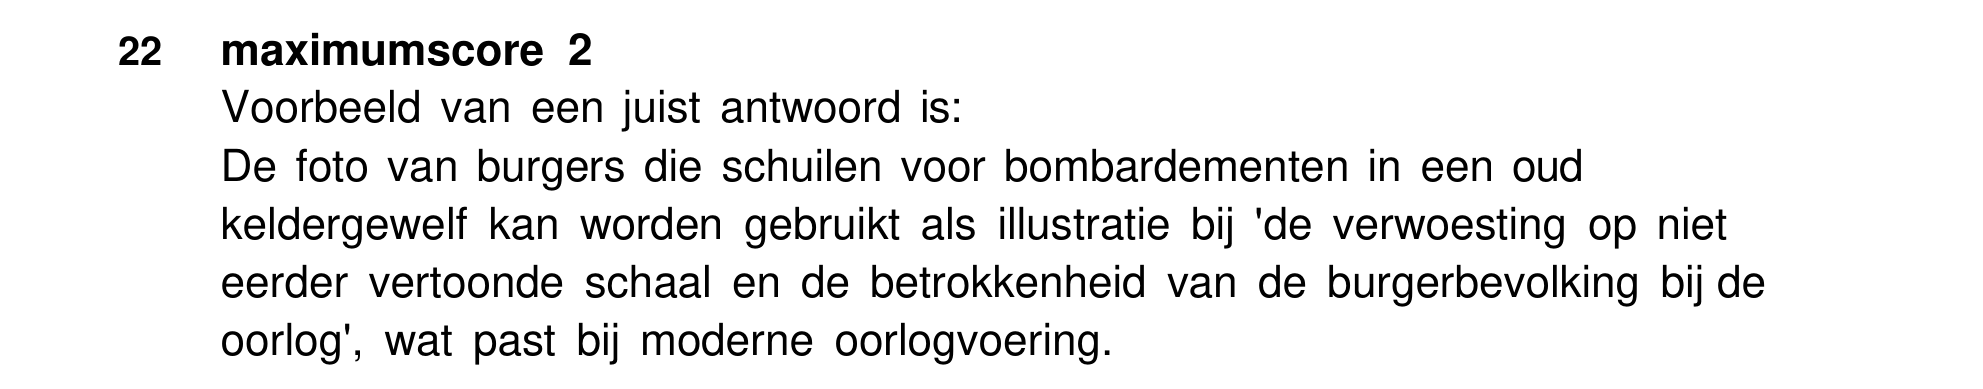 22 maximumscore 2
Voorbeeld van een juist antwoord is:
De foto van burgers die schuilen voor bombardementen in een oud
keldergewelf kan worden gebruikt als illustratie bij 'de verwoesting op niet
eerder vertoonde schaal en de betrokkenheid van de burgerbevolking bij de
oorlog', wat past bij moderne oorlogvoering.